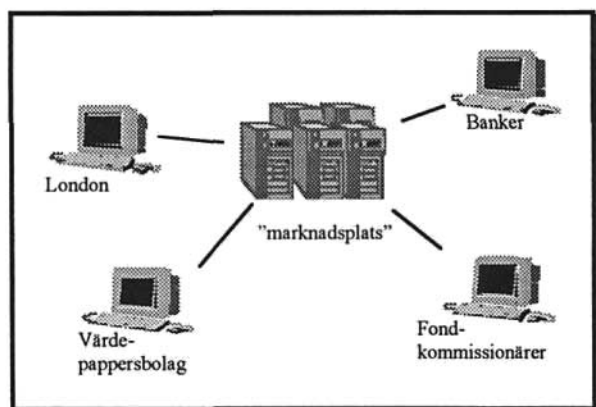 Banker
London
"marknadsplats"
Värde-
pappersbolag
Fond-
kommissionärer